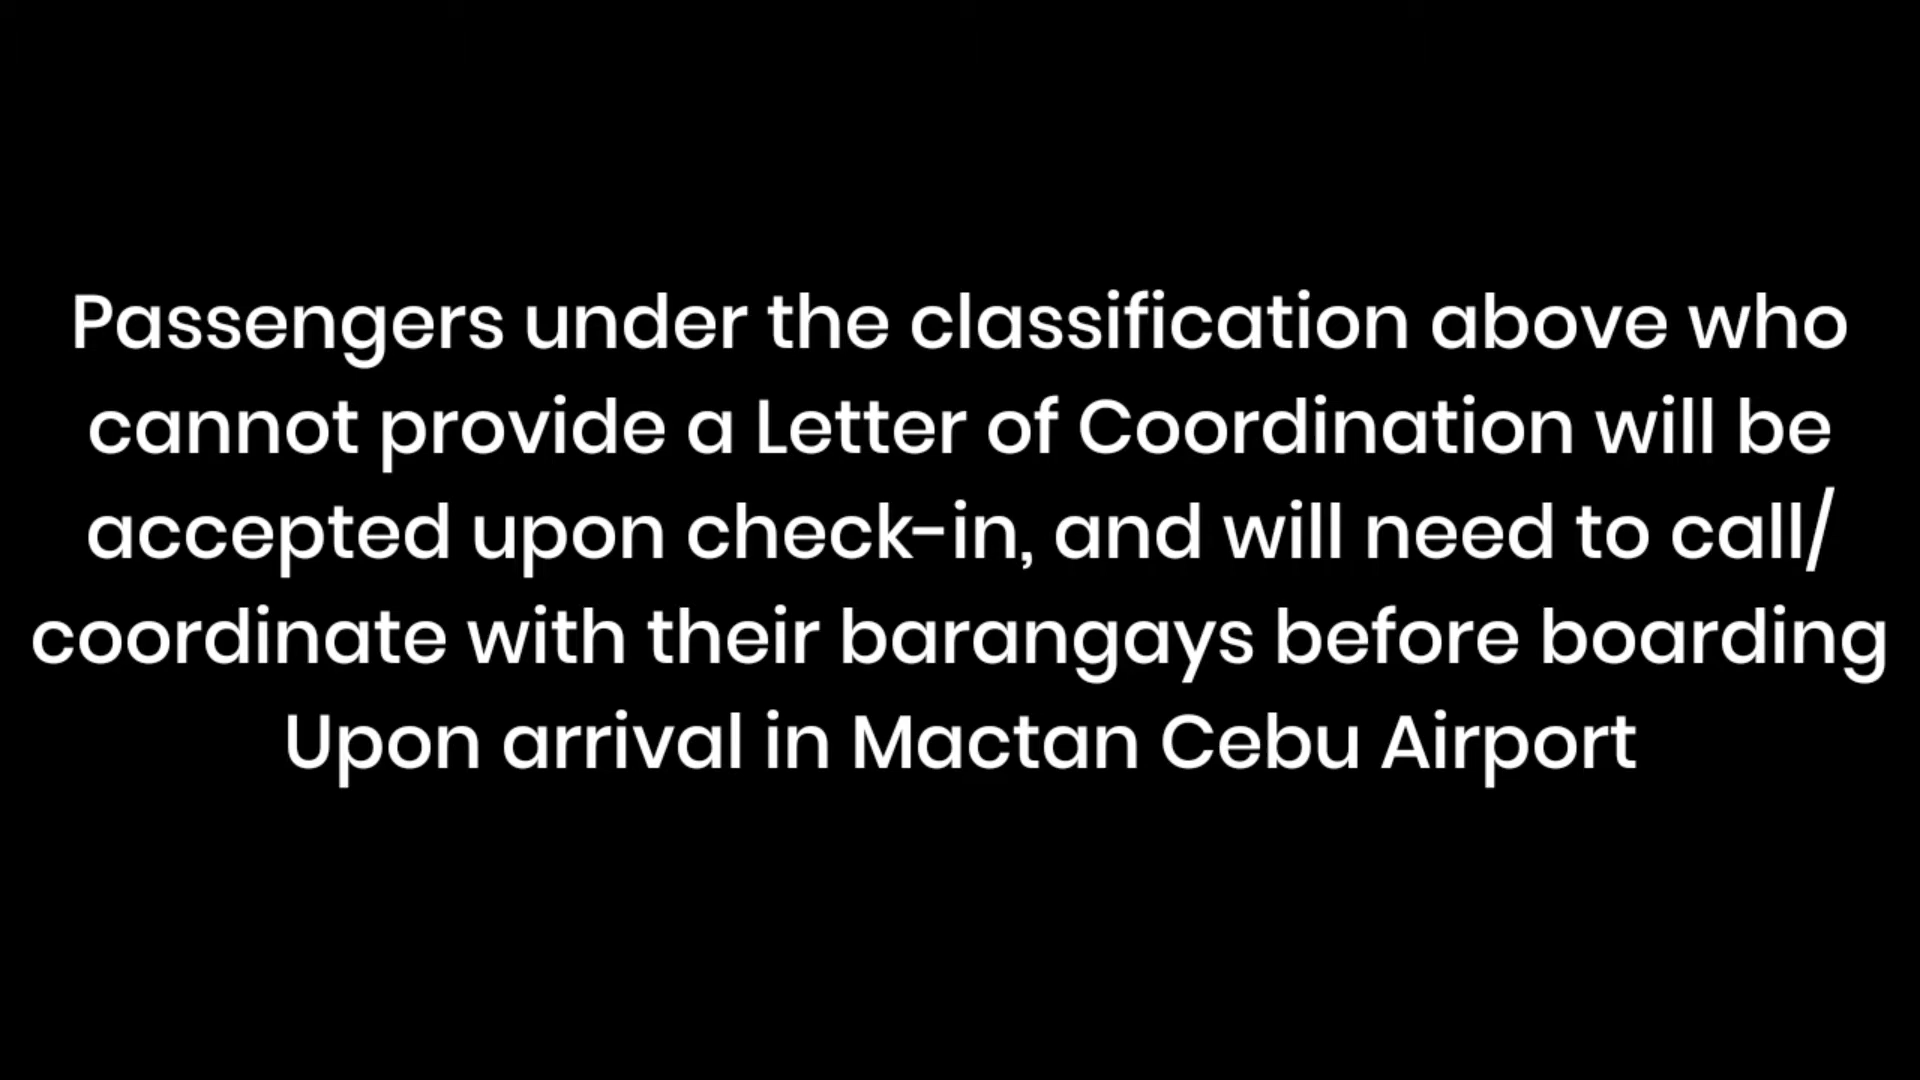 Passengers under the classification above who
cannot provide a Letter of Coordination will be
accepted upon check-in, and will need to call/
coordinate with their barangays before boarding
Upon arrival in Mactan Cebu Airport